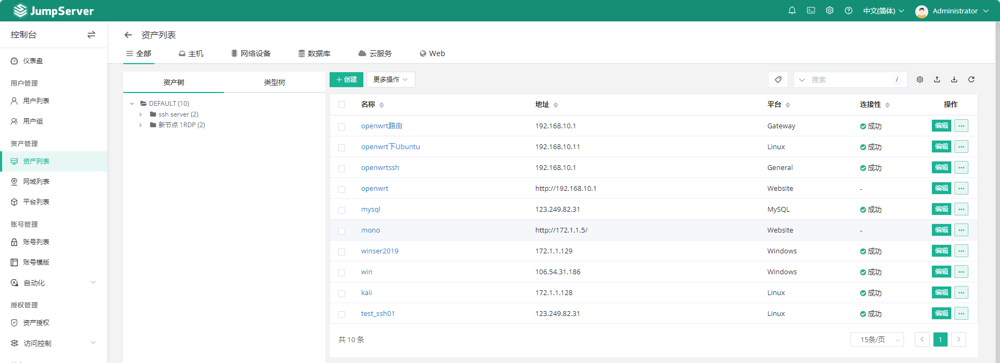 JumpServer
中文(简体)
Administrator
控制台
仪表盘
用户管理
用户列表
用户组
资产管理
资产列表
网域列表
平台列表
账号管理
账号列表
账号模版
自动化
授权管理
资产授权
访问控制
资产列表
全部 主机 网络设备 数据库 云服务 Web
资产树 类型树
DEFAULT (10)
ssh server (2)
新节点 1RDP (2)
创建 更多操作 搜索 /
名称 地址 平台 连接性 操作
openwrt路由 192.168.10.1 Gateway 成功 编辑 ...
openwrt下Ubuntu 192.168.10.11 Linux 成功 编辑 ...
openwrtssh 192.168.10.1 General 成功 编辑 ...
openwrt http://192.168.10.1 Website - 编辑 ...
mysql 123.249.82.31 MySQL 成功 编辑 ...
mono http://172.1.1.5/ Website - 编辑 ...
winser2019 172.1.1.129 Windows 成功 编辑 ...
win 106.54.31.186 Windows 成功 编辑 ...
kali 172.1.1.128 Linux 成功 编辑 ...
test_ssh01 123.249.82.31 Linux 成功 编辑 ...
共 10 条 15条/页 1